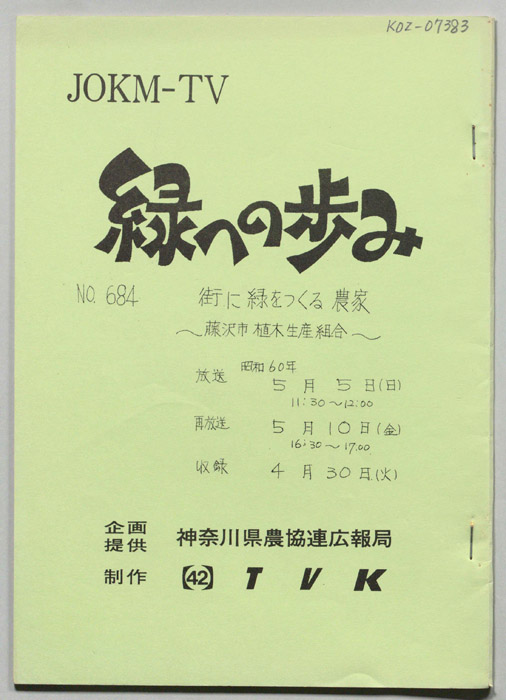 KOZ-07383
JOKM-TV
緑への歩み
NO. 684 街に緑をつくる農家
〜藤沢市植木生産組合〜
放送 昭和60年
5月5日(日)
11:30〜12:00
再放送 5月10日(金)
16:30〜17:00
収録 4月30日(火)
企画
提供 神奈川県農協連広報局
制作 【42】 TVK